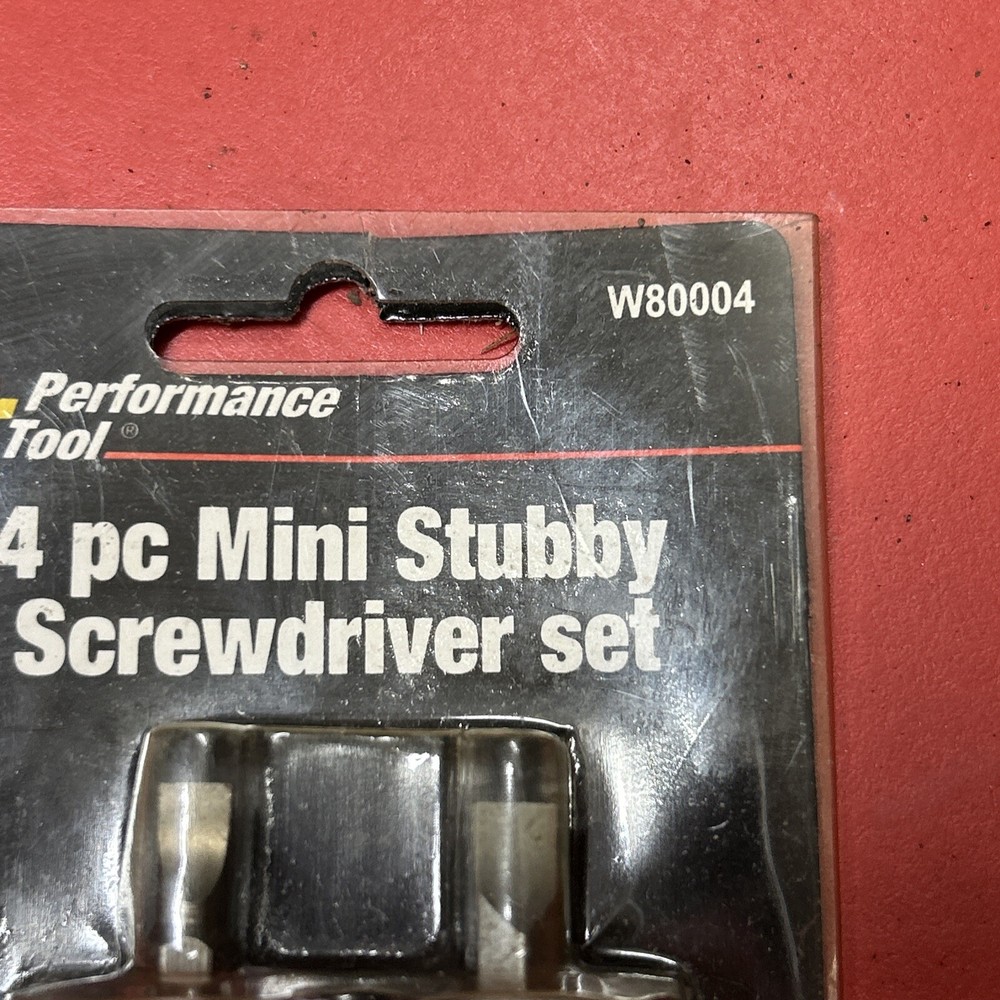 W80004
Performance
Tool ®
4 pc Mini Stubby
Screwdriver set